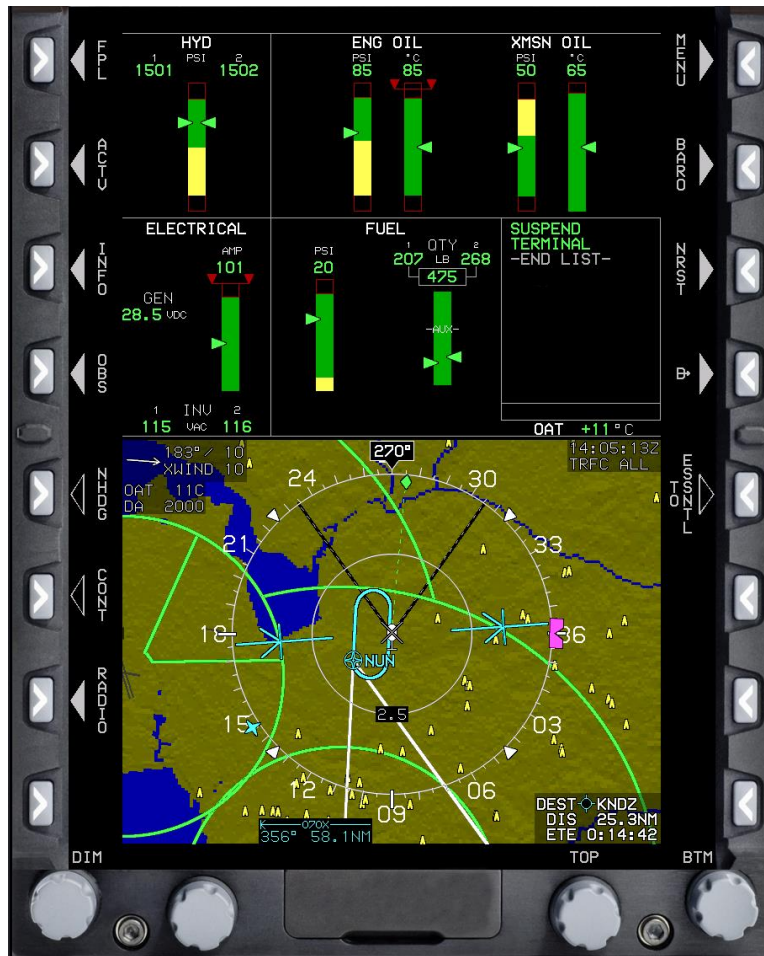 FPL
ACTV
INFO
OBS
NHDG
CONT
RADIO
HYD
1 PSI 2
1501 1502
ENG OIL
PSI °C
85 85
XMSN OIL
PSI °C
50 65
ELECTRICAL
AMP
101
GEN
28.5 VDC
1 INV 2
115 VAC 116
FUEL
PSI
20
1 QTY 2
207 LB 268
475
-AUX-
SUSPEND
TERMINAL
-END LIST-
OAT +11°C
183°/ 10
XWIND 10
OAT 11C
DA 2000
270°
14:05:13Z
TRFC ALL
24
30
21
33
18
36
NUN
2.5
15
03
12
09
06
070X
356° 58.1NM
DEST KNDZ
DIS 25.3NM
ETE 0:14:42
MENU
BARO
NRST
ESNTL
TO
DIM
TOP
BTM